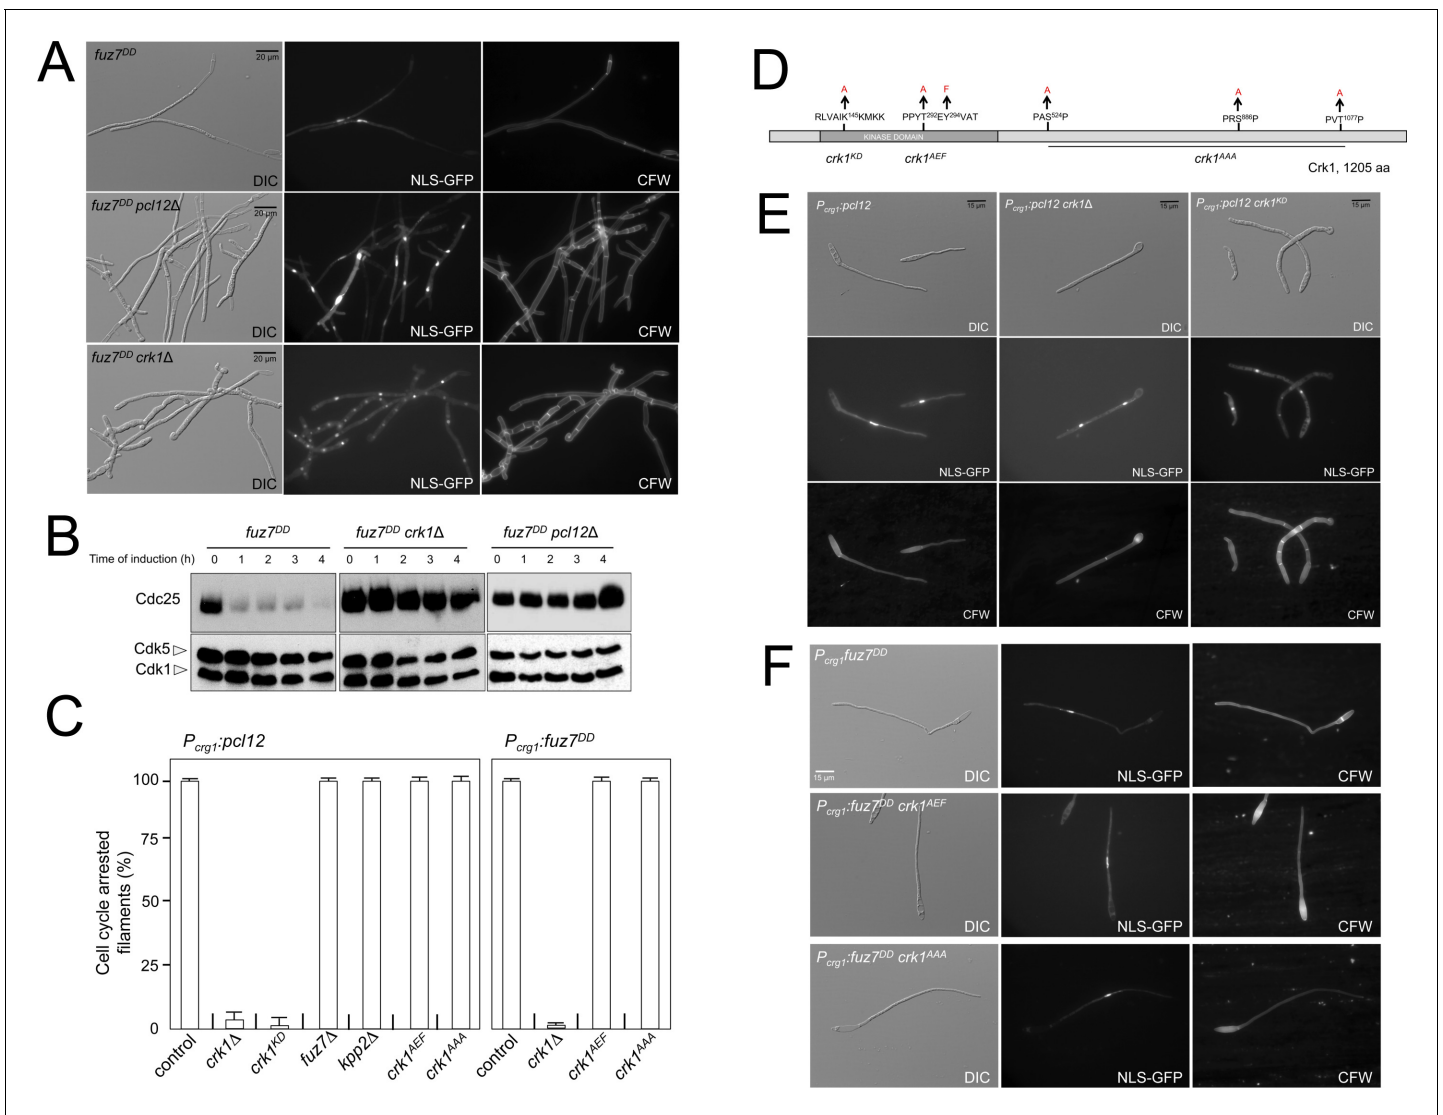 A
fuz7DD
20 µm
DIC
NLS-GFP
CFW
fuz7DD pcl12Δ
20 µm
DIC
NLS-GFP
CFW
fuz7DD crk1Δ
20 µm
DIC
NLS-GFP
CFW
B
fuz7DD
fuz7DD crk1Δ
fuz7DD pcl12Δ
Time of induction (h) 0 1 2 3 4 0 1 2 3 4 0 1 2 3 4
Cdc25
Cdk5
Cdk1
C
Pcrg1:pcl12
Pcrg1:fuz7DD
Cell cycle arrested
filaments (%)
100
75
50
25
0
control
crk1Δ
crk1KD
fuz7Δ
kpp2Δ
crk1AEF
crk1AAA
control
crk1Δ
crk1AEF
crk1AAA
D
A A F A A A
RLVAIK145KMKK PPYT292EY294VAT PAS524P PRS886P PVT1077P
KINASE DOMAIN
crk1KD crk1AEF crk1AAA
Crk1, 1205 aa
E
Pcrg1:pcl12
15 µm
DIC
Pcrg1:pcl12 crk1Δ
15 µm
DIC
Pcrg1:pcl12 crk1KD
15 µm
DIC
NLS-GFP
NLS-GFP
NLS-GFP
CFW
CFW
CFW
F
Pcrg1fuz7DD
15 µm
DIC
NLS-GFP
CFW
Pcrg1:fuz7DD crk1AEF
DIC
NLS-GFP
CFW
Pcrg1:fuz7DD crk1AAA
DIC
NLS-GFP
CFW